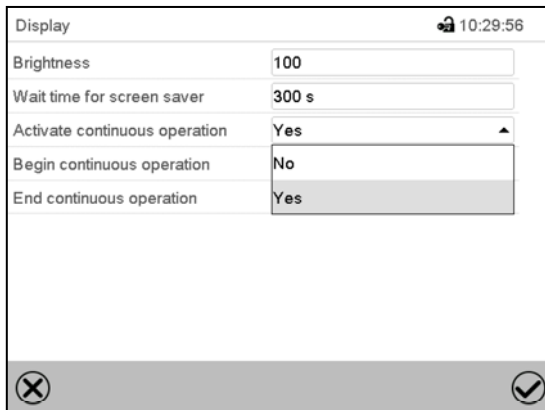 Display 10:29:56
Brightness 100
Wait time for screen saver 300 s
Activate continuous operation Yes
Begin continuous operation No
End continuous operation Yes